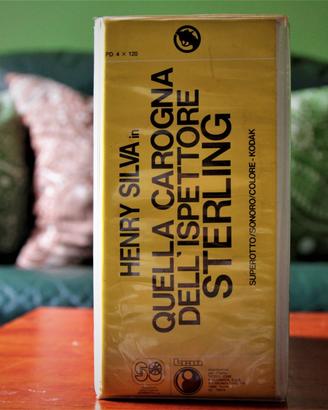 PD 4 × 120
HENRY SILVA in
QUELLA CAROGNA
DELL'ISPETTORE
STERLING
SUPEROTTO/SONORO/COLORE-KODAK